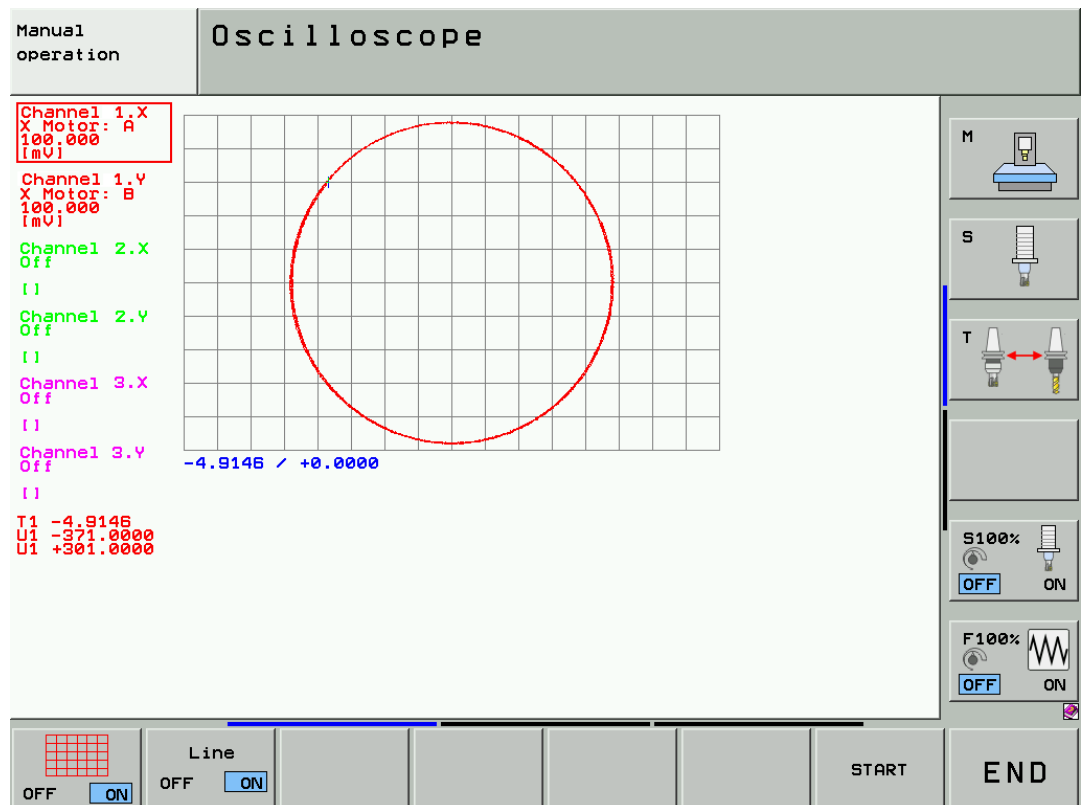 Manual
operation
Oscilloscope
Channel 1.X
X Motor: A
100.000
[mV]
Channel 1.Y
X Motor: B
100.000
[mV]
Channel 2.X
Off
[]
Channel 2.Y
Off
[]
Channel 3.X
Off
[]
Channel 3.Y
Off
[]
T1 -4.9146
U1 -371.0000
U1 +301.0000
-4.9146 / +0.0000
M
S
T
S100%
OFF ON
F100%
OFF ON
OFF ON
Line
OFF ON
START
END